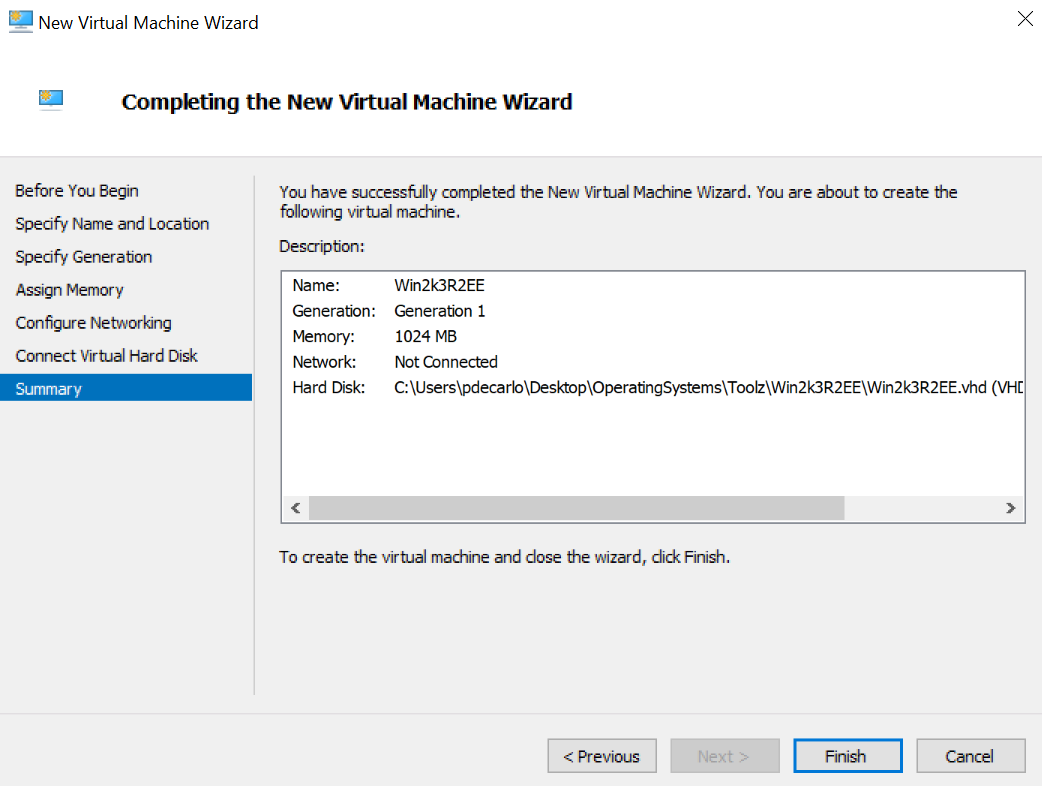 New Virtual Machine Wizard
Completing the New Virtual Machine Wizard
Before You Begin
Specify Name and Location
Specify Generation
Assign Memory
Configure Networking
Connect Virtual Hard Disk
Summary
You have successfully completed the New Virtual Machine Wizard. You are about to create the
following virtual machine.
Description:
Name: Win2k3R2EE
Generation: Generation 1
Memory: 1024 MB
Network: Not Connected
Hard Disk: C:\Users\pdecarlo\Desktop\OperatingSystems\Toolz\Win2k3R2EE\Win2k3R2EE.vhd (VHD
To create the virtual machine and close the wizard, click Finish.
< Previous
Next >
Finish
Cancel